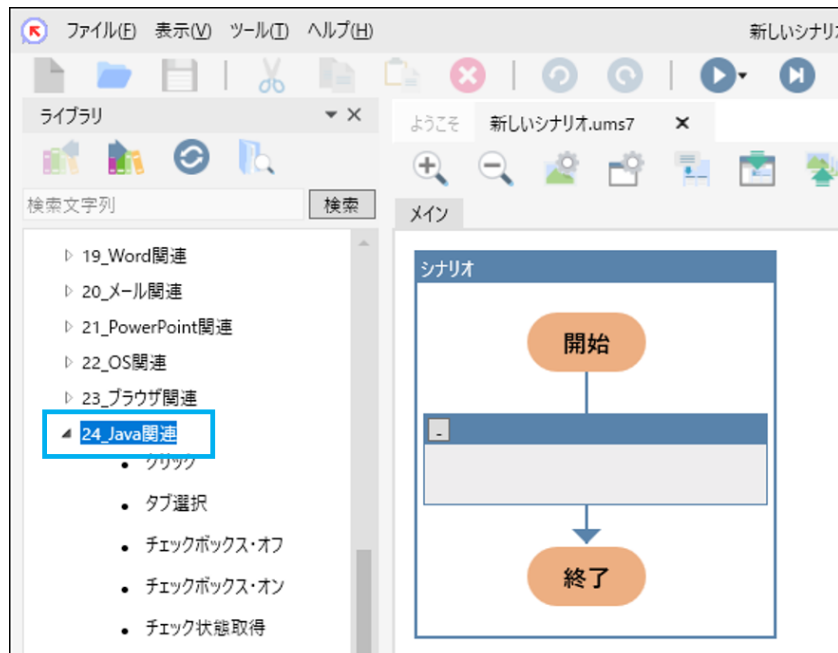 ファイル(F) 表示(V) ツール(T) ヘルプ(H)
新しいシナリオ
ライブラリ
ようこそ 新しいシナリオ.ums7
検索文字列 検索
メイン
19_Word関連
20_メール関連
21_PowerPoint関連
22_OS関連
23_ブラウザ関連
24_Java関連
クリック
タブ選択
チェックボックス・オフ
チェックボックス・オン
チェック状態取得
シナリオ
開始
-
終了